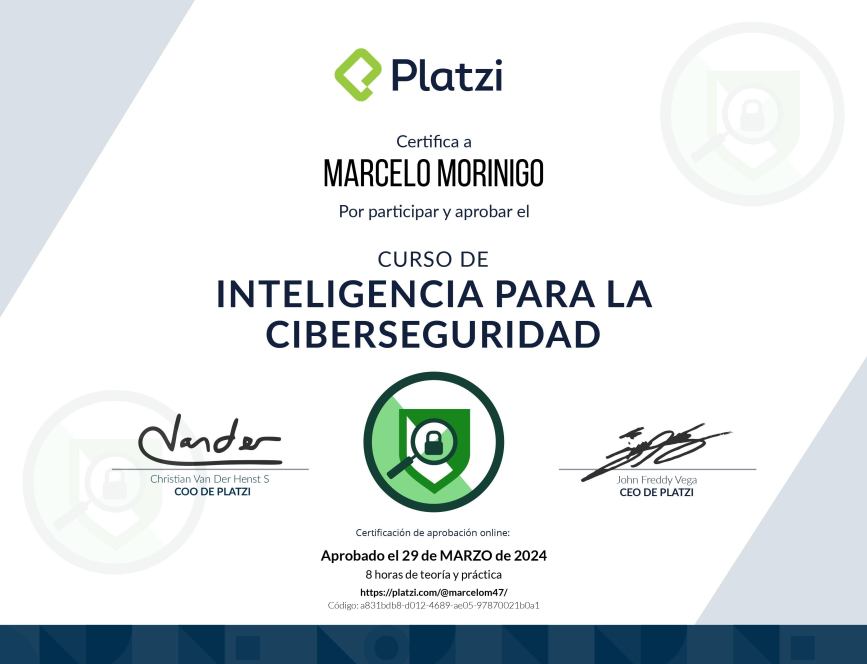 Platzi
Certifica a
MARCELO MORINIGO
Por participar y aprobar el
CURSO DE
INTELIGENCIA PARA LA
CIBERSEGURIDAD
Vander
Christian Van Der Henst S
COO DE PLATZI
John Freddy Vega
CEO DE PLATZI
Certificación de aprobación online:
Aprobado el 29 de MARZO de 2024
8 horas de teoría y práctica
https://platzi.com/@marcelom47/
Código: a831bdb8-d012-4689-ae05-97870021b0a1